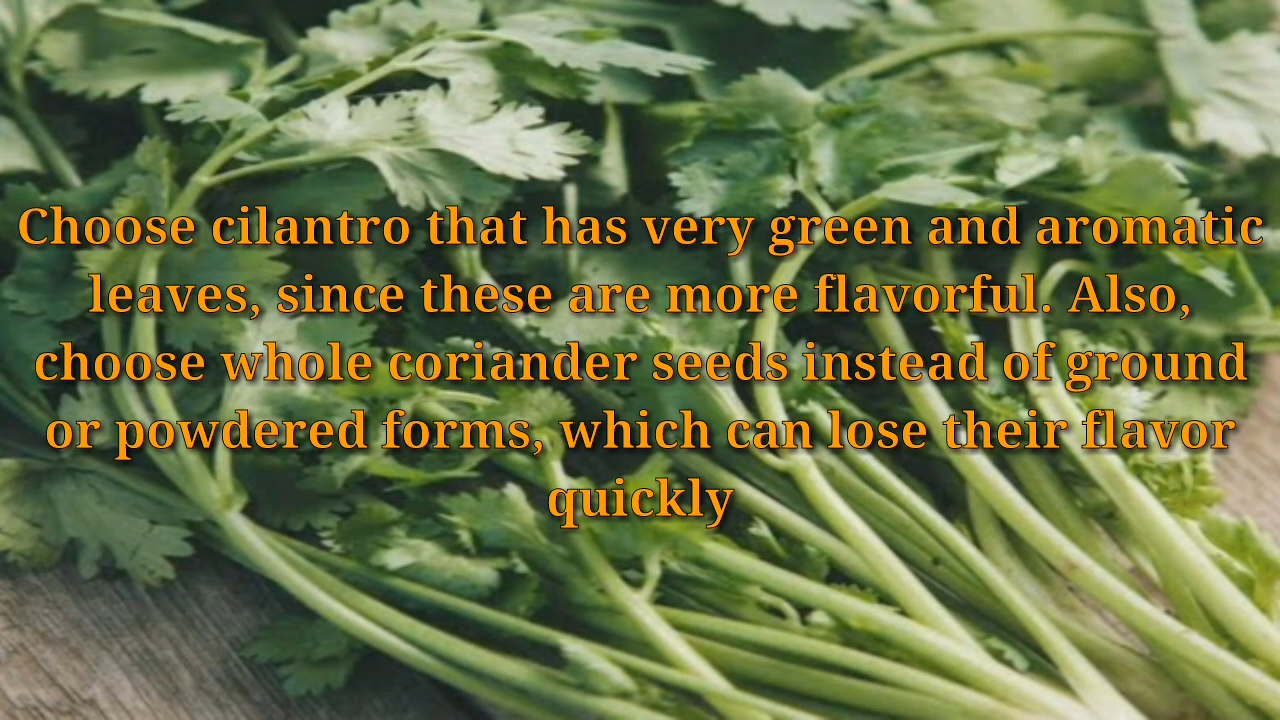 Choose cilantro that has very green and aromatic
leaves, since these are more flavorful. Also,
choose whole coriander seeds instead of ground
or powdered forms, which can lose their flavor
quickly